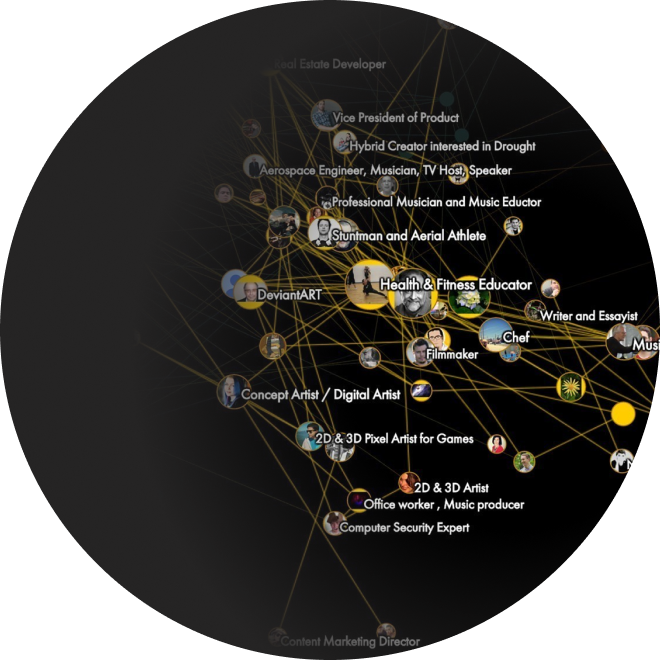 Real Estate Developer
Vice President of Product
Hybrid Creator interested in Drought
Aerospace Engineer, Musician, TV Host, Speaker
Professional Musician and Music Eductor
Stuntman and Aerial Athlete
Health & Fitness Educator
DeviantART
Writer and Essayist
Chef
Musi
Filmmaker
Concept Artist / Digital Artist
2D & 3D Pixel Artist for Games
N
2D & 3D Artist
Office worker , Music producer
Computer Security Expert
Content Marketing Director